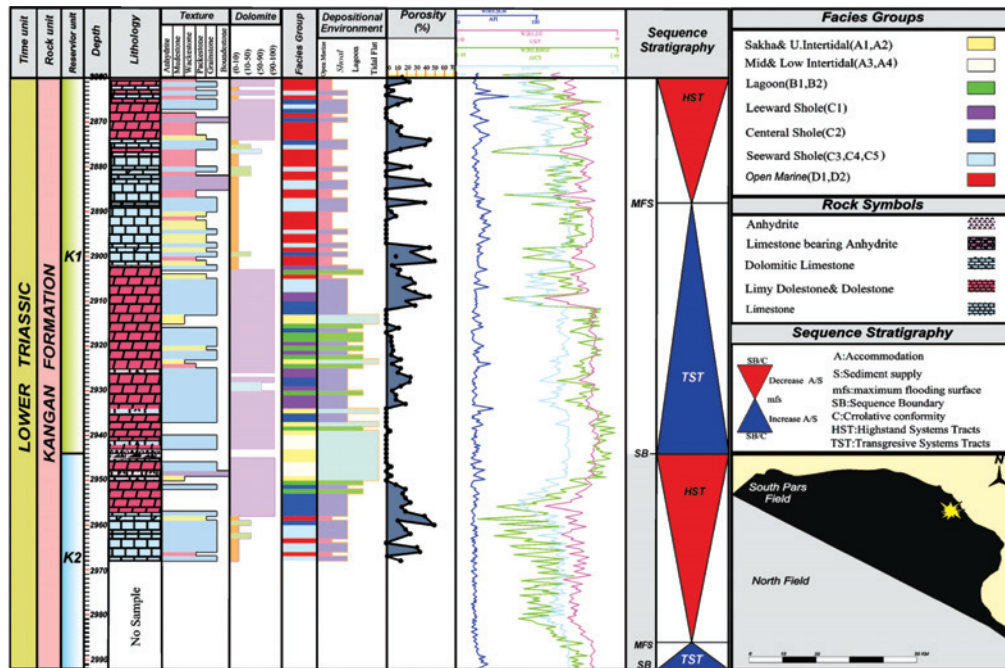 Time unit
Rock unit
Reservior unit
Depth
Lithology
Texture
Anhydrite
Mudestone
Wackestone
Packestone
Grainstone
Boundestone
Dolomite
(0-10)
(10-50)
(50-90)
(90-100)
Facies Group
Depositional
Environment
Open Marine
Shoal
Lagoon
Tidal Flat
Porosity
(%)
0 10 20 30 40 50
API
100
Sequence
Stratigraphy
LOWER TRIASSIC
KANGAN FORMATION
K1
K2
2870
2880
2890
2900
2910
2920
2930
2940
2950
2960
2970
2980
2990
No Sample
HST
MFS
TST
SB
HST
MFS
TST
SB
Facies Groups
Sakha& U.Intertidal(A1,A2)
Mid& Low Intertidal(A3,A4)
Lagoon(B1,B2)
Leeward Shole(C1)
Centeral Shole(C2)
Seeward Shole(C3,C4,C5)
Open Marine(D1,D2)
Rock Symbols
Anhydrite
Limestone bearing Anhydrite
Dolomitic Limestone
Limy Dolestone& Dolestone
Limestone
Sequence Stratigraphy
SB/C
Decrease A/S
mfs
Increase A/S
SB/C
A:Accommodation
S:Sediment supply
mfs:maximum flooding surface
SB:Sequence Boundary
C:Crrolative conformity
HST:Highstand Systems Tracts
TST:Transgresive Systems Tracts
N
South Pars
Field
North Field